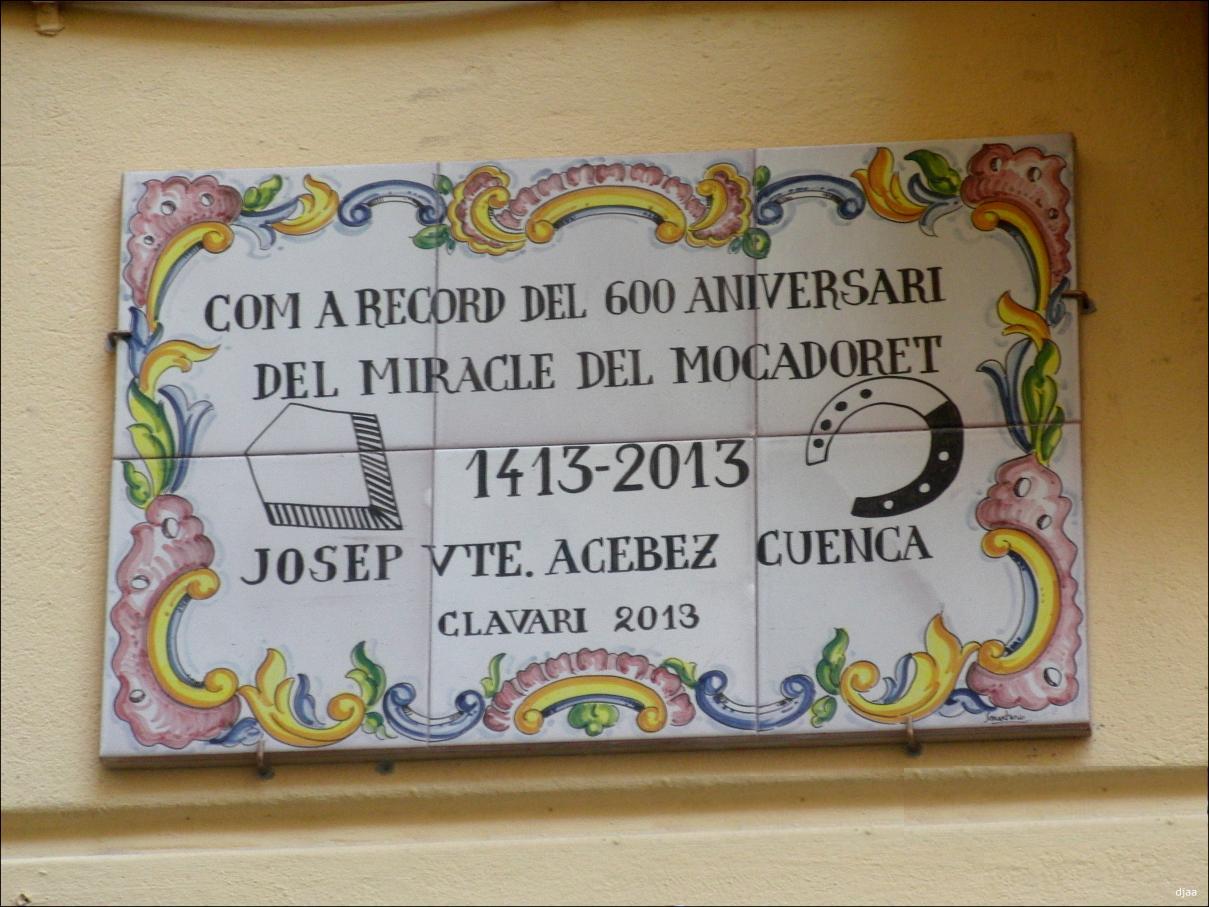 COM A RECORD DEL 600 ANIVERSARI
DEL MIRACLE DEL MOCADORET
1413-2013
JOSEP VTE. ACEBEZ CUENCA
CLAVARI 2013
djaa